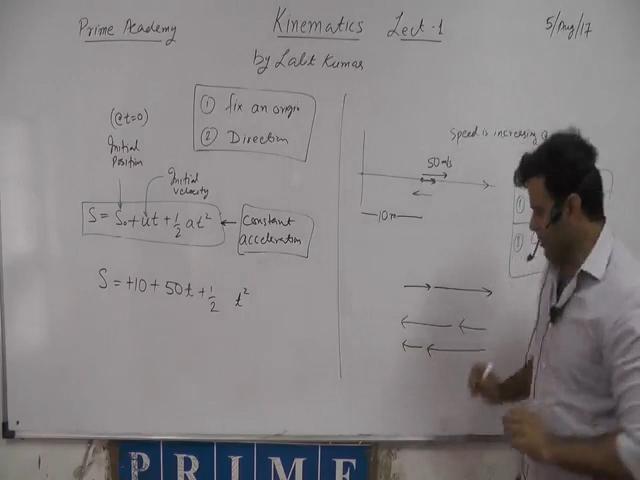 Prime Academy
Kinematics Lect-1
5/Aug/17
by Lalit Kumar
① fix an origin
② Direction
(@t=0)
Initial
Position
Initial
velocity
S = S₀ + ut + 1/2 at²
constant
acceleration
S = +10 + 50t + 1/2 t²
Speed is increasing
50 m/s
10m
①
PRIME